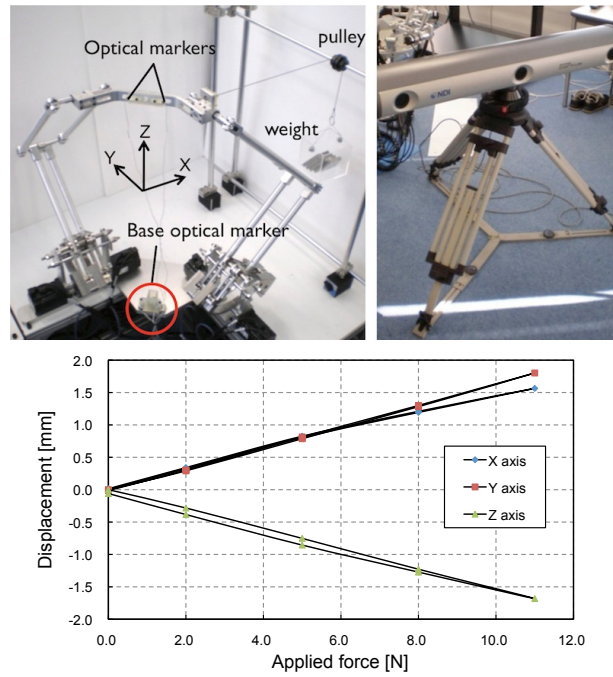 Optical markers
pulley
Z
weight
Y
X
Base optical marker
NDI
2.0
1.5
1.0
0.5
0.0
-0.5
-1.0
-1.5
-2.0
Displacement [mm]
X axis
Y axis
Z axis
0.0 2.0 4.0 6.0 8.0 10.0 12.0
Applied force [N]